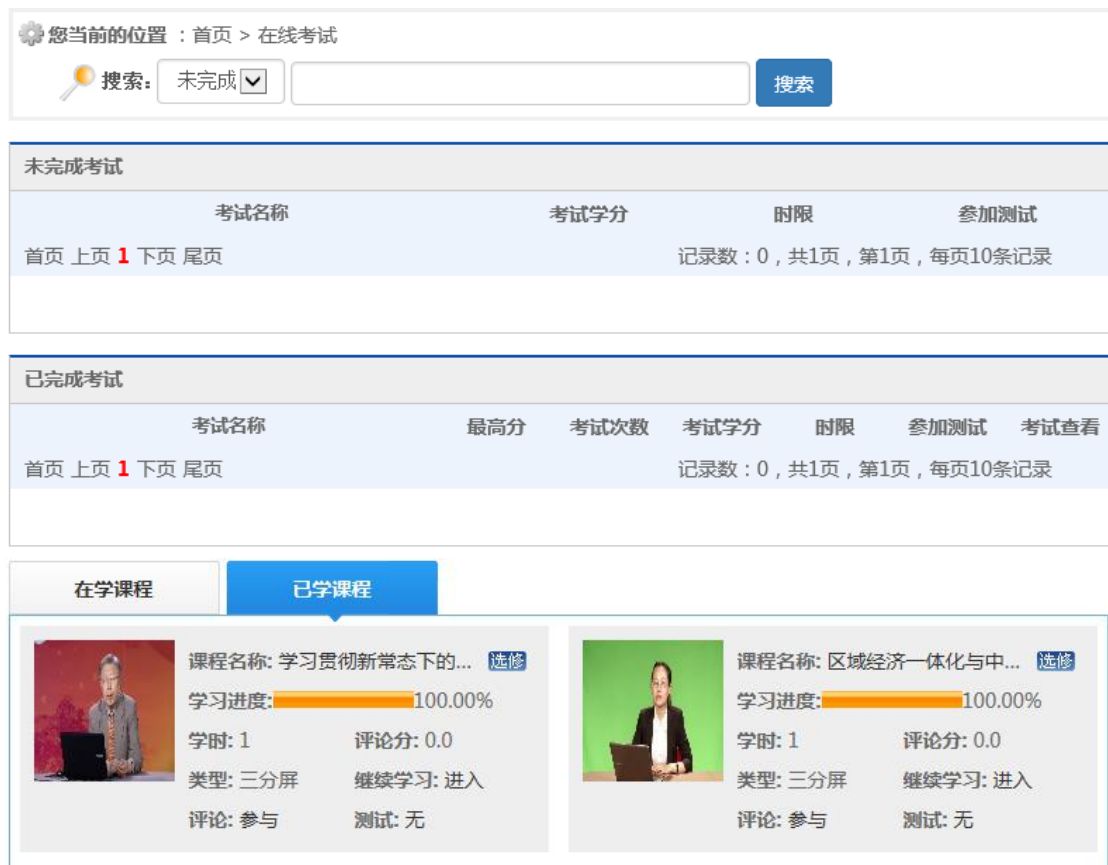 您当前的位置 ：首页 > 在线考试
搜索: 未完成 搜索
未完成考试
考试名称 考试学分 时限 参加测试
首页 上页 1 下页 尾页 记录数：0，共1页，第1页，每页10条记录
已完成考试
考试名称 最高分 考试次数 考试学分 时限 参加测试 考试查看
首页 上页 1 下页 尾页 记录数：0，共1页，第1页，每页10条记录
在学课程 已学课程
课程名称: 学习贯彻新常态下的... 选修
学习进度: 100.00%
学时: 1 评论分: 0.0
类型: 三分屏 继续学习: 进入
评论: 参与 测试: 无
课程名称: 区域经济一体化与中... 选修
学习进度: 100.00%
学时: 1 评论分: 0.0
类型: 三分屏 继续学习: 进入
评论: 参与 测试: 无